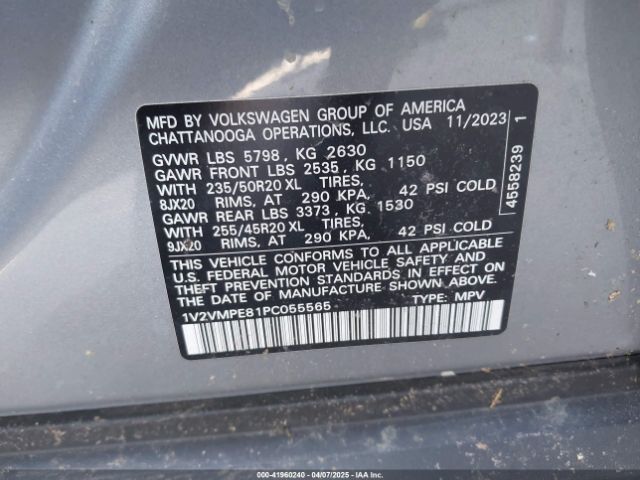 MFD BY VOLKSWAGEN GROUP OF AMERICA
CHATTANOOGA OPERATIONS, LLC. USA 11/2023
GVWR LBS 5798, KG 2630
GAWR FRONT LBS 2535, KG 1150
WITH 235/50R20 XL TIRES,
8JX20 RIMS, AT 290 KPA, 42 PSI COLD
GAWR REAR LBS 3373, KG 1530
WITH 255/45R20 XL TIRES,
9JX20 RIMS, AT 290 KPA, 42 PSI COLD
THIS VEHICLE CONFORMS TO ALL APPLICABLE
U.S. FEDERAL MOTOR VEHICLE SAFETY AND
THEFT PREVENTION STANDARDS IN EFFECT ON
THE DATE OF MANUFACTURE SHOWN ABOVE.
1V2VMPE81PC055565 TYPE: MPV
4558239 1
000-41960240 - 04/07/2025 - IAAI.COM